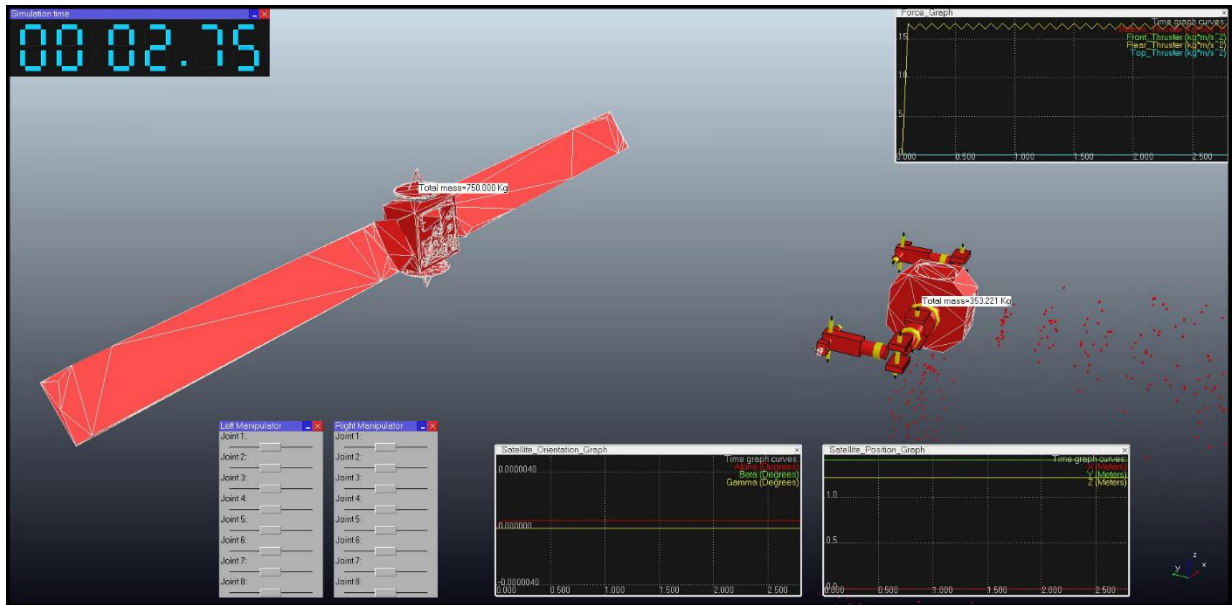 Simulation time
00 02.75
Total mass=750.000 Kg
Total mass=353.221 Kg
Force_Graph
Time graph curves:
Front_Thruster (kg*m/s^2)
Rear_Thruster (kg*m/s^2)
Top_Thruster (kg*m/s^2)
15
10
5
0
0.000 0.500 1.000 1.500 2.000 2.500
Left Manipulator
Joint 1:
Joint 2:
Joint 3:
Joint 4:
Joint 5:
Joint 6:
Joint 7:
Joint 8:
Right Manipulator
Joint 1:
Joint 2:
Joint 3:
Joint 4:
Joint 5:
Joint 6:
Joint 7:
Joint 8:
Satellite_Orientation_Graph
Time graph curves:
Alpha (Degrees)
Beta (Degrees)
Gamma (Degrees)
0.0000040
0.000000
-0.0000040
0.000 0.500 1.000 1.500 2.000 2.500
Satellite_Position_Graph
Time graph curves:
X (Meters)
Y (Meters)
Z (Meters)
1.0
0.5
0.0
0.000 0.500 1.000 1.500 2.000 2.500
z
y x